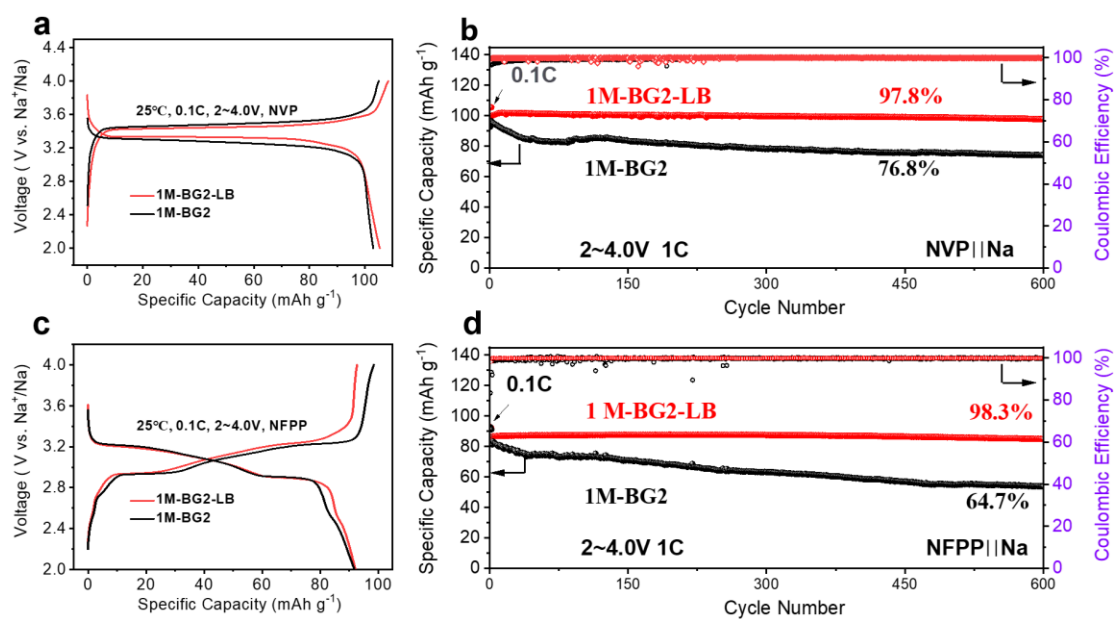 a
Voltage ( V vs. Na⁺/Na)
4.4
4.0
3.6
3.2
2.8
2.4
2.0
25℃, 0.1C, 2~4.0V, NVP
1M-BG2-LB
1M-BG2
0 20 40 60 80 100
Specific Capacity (mAh g⁻¹)
b
Specific Capacity (mAh g⁻¹)
140
120
100
80
60
40
20
0
0.1C
1M-BG2-LB
97.8%
1M-BG2
76.8%
2~4.0V 1C
NVP||Na
0 150 300 450 600
Cycle Number
100
80
60
40
20
0
Coulombic Efficiency (%)
c
Voltage ( V vs. Na⁺/Na)
4.0
3.6
3.2
2.8
2.4
2.0
25℃, 0.1C, 2~4.0V, NFPP
1M-BG2-LB
1M-BG2
0 20 40 60 80 100
Specific Capacity (mAh g⁻¹)
d
Specific Capacity (mAh g⁻¹)
140
120
100
80
60
40
20
0
0.1C
1 M-BG2-LB
98.3%
1M-BG2
64.7%
2~4.0V 1C
NFPP||Na
0 150 300 450 600
Cycle Number
100
80
60
40
20
0
Coulombic Efficiency (%)